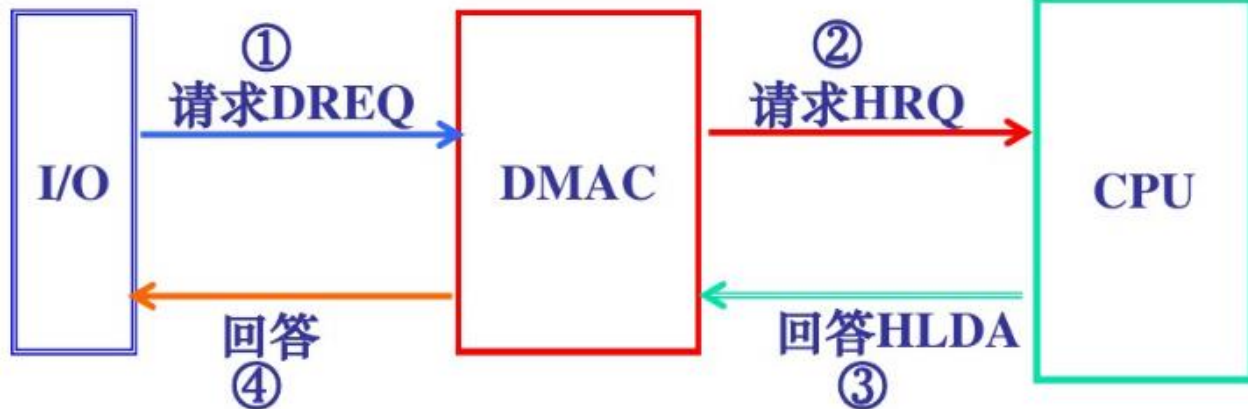 ①
请求DREQ
②
请求HRQ
I/O
DMAC
CPU
回答
④
回答HLDA
③